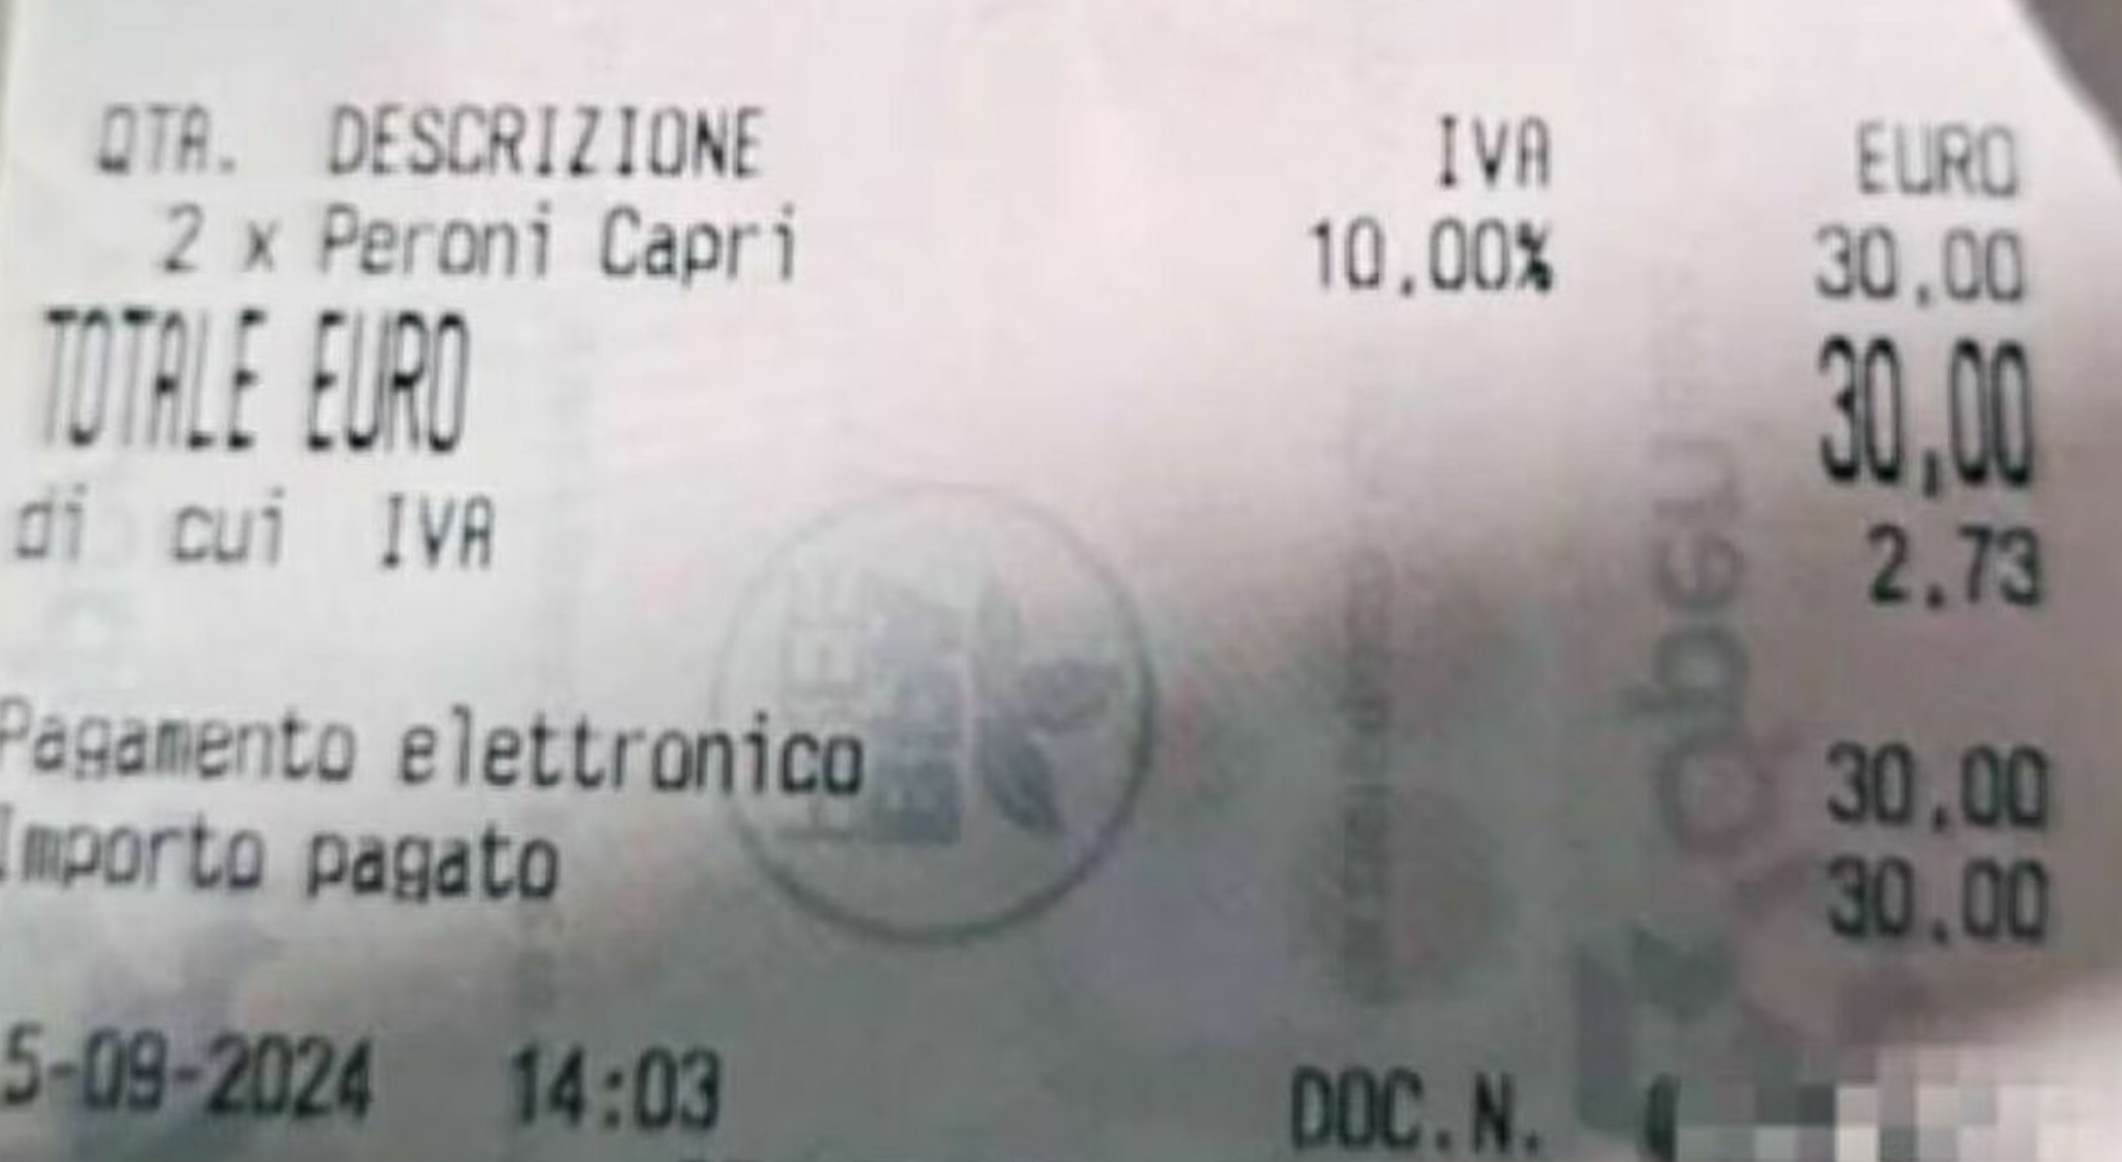 QTA. DESCRIZIONE IVA EURO
2 x Peroni Capri 10,00% 30,00
TOTALE EURO 30,00
di cui IVA 2,73
Pagamento elettronico 30,00
Importo pagato 30,00
5-09-2024 14:03 DOC.N.